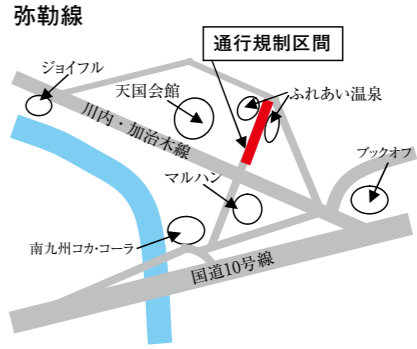 弥勒線
通行規制区間
ジョイフル
天国会館
ふれあい温泉
川内・加治木線
ブックオフ
マルハン
南九州コカ・コーラ
国道10号線